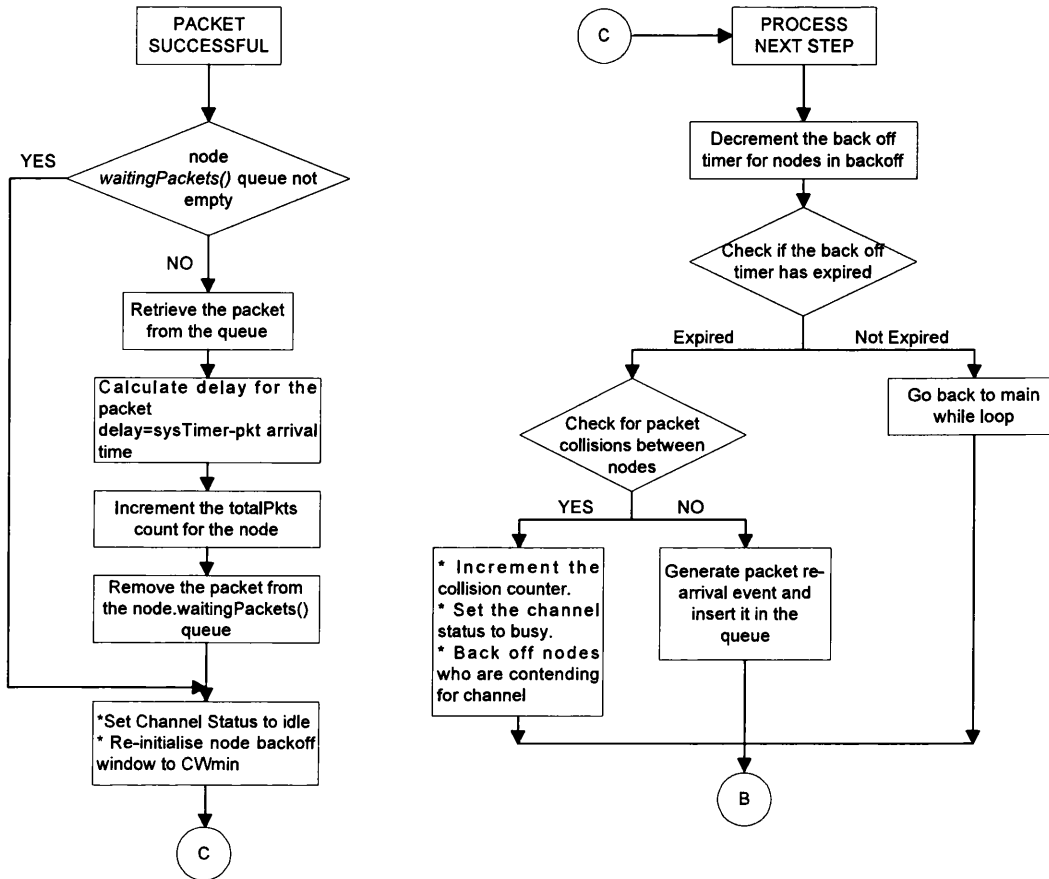 PACKET
SUCCESSFUL
YES
node
waitingPackets() queue not
empty
NO
Retrieve the packet
from the queue
Calculate delay for the
packet
delay=sysTimer-pkt arrival
time
Increment the totalPkts
count for the node
Remove the packet from
the node.waitingPackets()
queue
*Set Channel Status to idle
* Re-initialise node backoff
window to CWmin
C
C
PROCESS
NEXT STEP
Decrement the back off
timer for nodes in backoff
Check if the back off
timer has expired
Expired
Not Expired
Check for packet
collisions between
nodes
Go back to main
while loop
YES
NO
* Increment the
collision counter.
* Set the channel
status to busy.
* Back off nodes
who are contending
for channel
Generate packet re-
arrival event and
insert it in the
queue
B